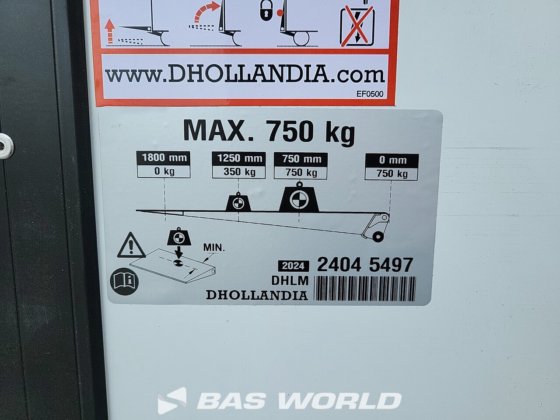 www.DHOLLANDIA.com
EF0500
MAX. 750 kg
1800 mm 1250 mm 750 mm 0 mm
0 kg 350 kg 750 kg 750 kg
MIN.
2024 2404 5497
DHLM
DHOLLANDIA
BAS WORLD